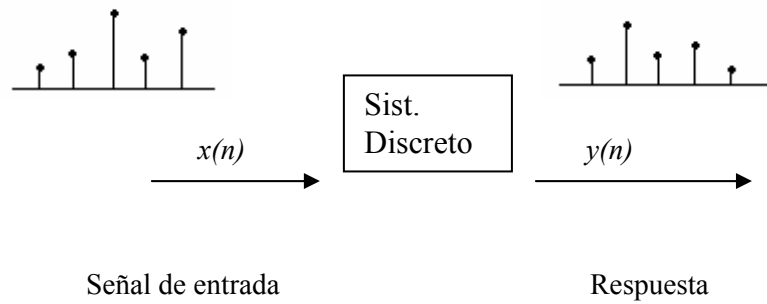 Sist.
Discreto
x(n)
y(n)
Señal de entrada
Respuesta